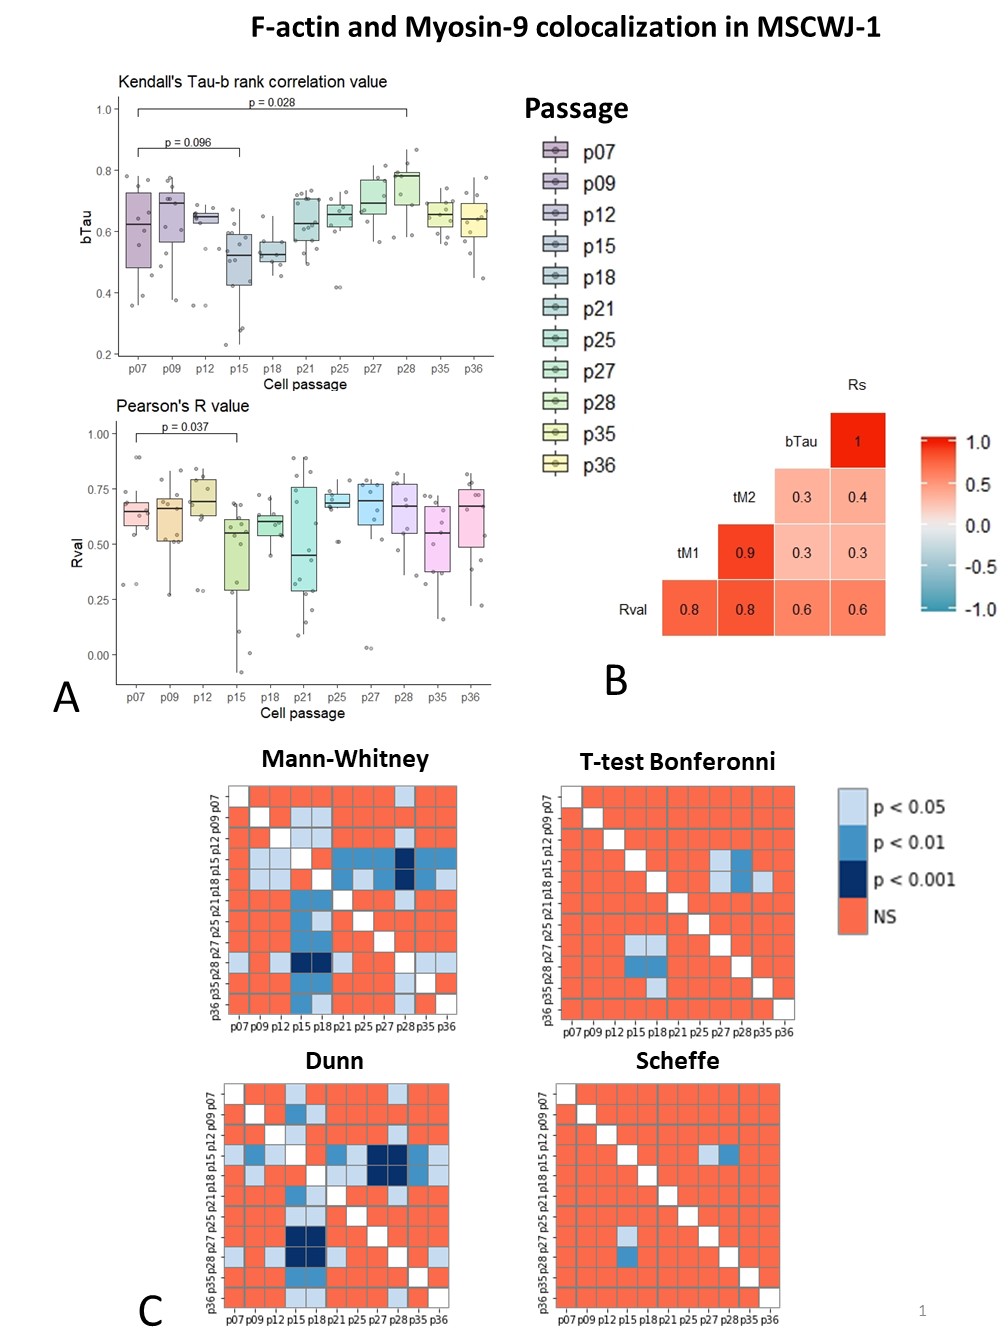 F-actin and Myosin-9 colocalization in MSCWJ-1
Kendall's Tau-b rank correlation value
p = 0.028
p = 0.096
1.0
0.8
0.6
0.4
0.2
bTau
p07 p09 p12 p15 p18 p21 p25 p27 p28 p35 p36
Cell passage
Pearson's R value
p = 0.037
1.00
0.75
0.50
0.25
0.00
Rval
p07 p09 p12 p15 p18 p21 p25 p27 p28 p35 p36
Cell passage
A
Passage
p07
p09
p12
p15
p18
p21
p25
p27
p28
p35
p36
Rs
bTau 1
tM2 0.3 0.4
tM1 0.9 0.3 0.3
Rval 0.8 0.8 0.6 0.6
1.0
0.5
0.0
-0.5
-1.0
B
Mann-Whitney
p07
p09
p12
p15
p18
p21
p25
p27
p28
p35
p36
p07 p09 p12 p15 p18 p21 p25 p27 p28 p35 p36
T-test Bonferonni
p07
p09
p12
p15
p18
p21
p25
p27
p28
p35
p36
p07 p09 p12 p15 p18 p21 p25 p27 p28 p35 p36
p < 0.05
p < 0.01
p < 0.001
NS
Dunn
p07
p09
p12
p15
p18
p21
p25
p27
p28
p35
p36
p07 p09 p12 p15 p18 p21 p25 p27 p28 p35 p36
Scheffe
p07
p09
p12
p15
p18
p21
p25
p27
p28
p35
p36
p07 p09 p12 p15 p18 p21 p25 p27 p28 p35 p36
C
1